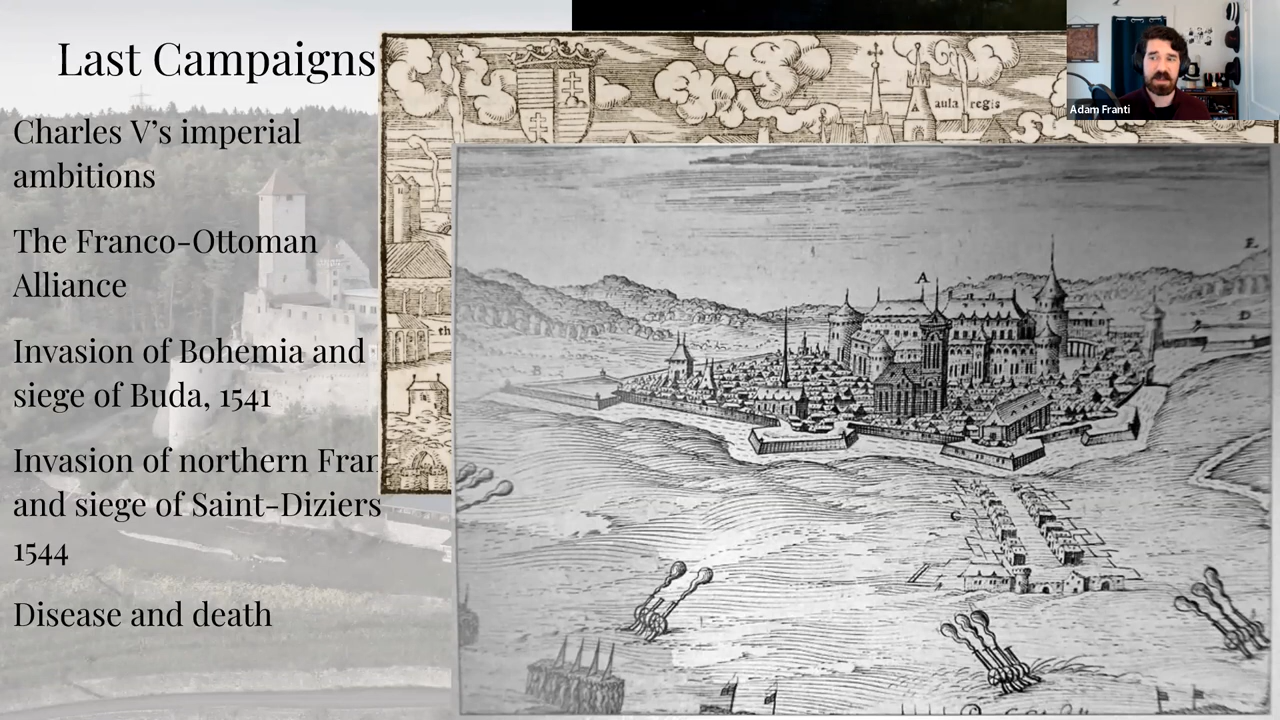 Last Campaigns
Charles V's imperial
ambitions
The Franco-Ottoman
Alliance
Invasion of Bohemia and
siege of Buda, 1541
Invasion of northern Fran
and siege of Saint-Diziers
1544
Disease and death
aula regis
Adam Franti
th
A
E
D
C